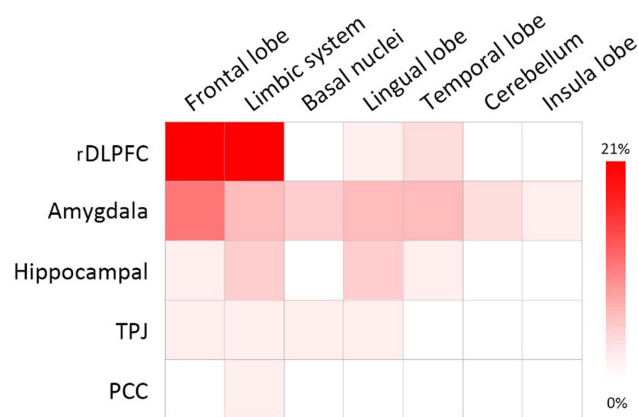 Frontal lobe
Limbic system
Basal nuclei
Lingual lobe
Temporal lobe
Cerebellum
Insula lobe
rDLPFC
Amygdala
Hippocampal
TPJ
PCC
21%
0%